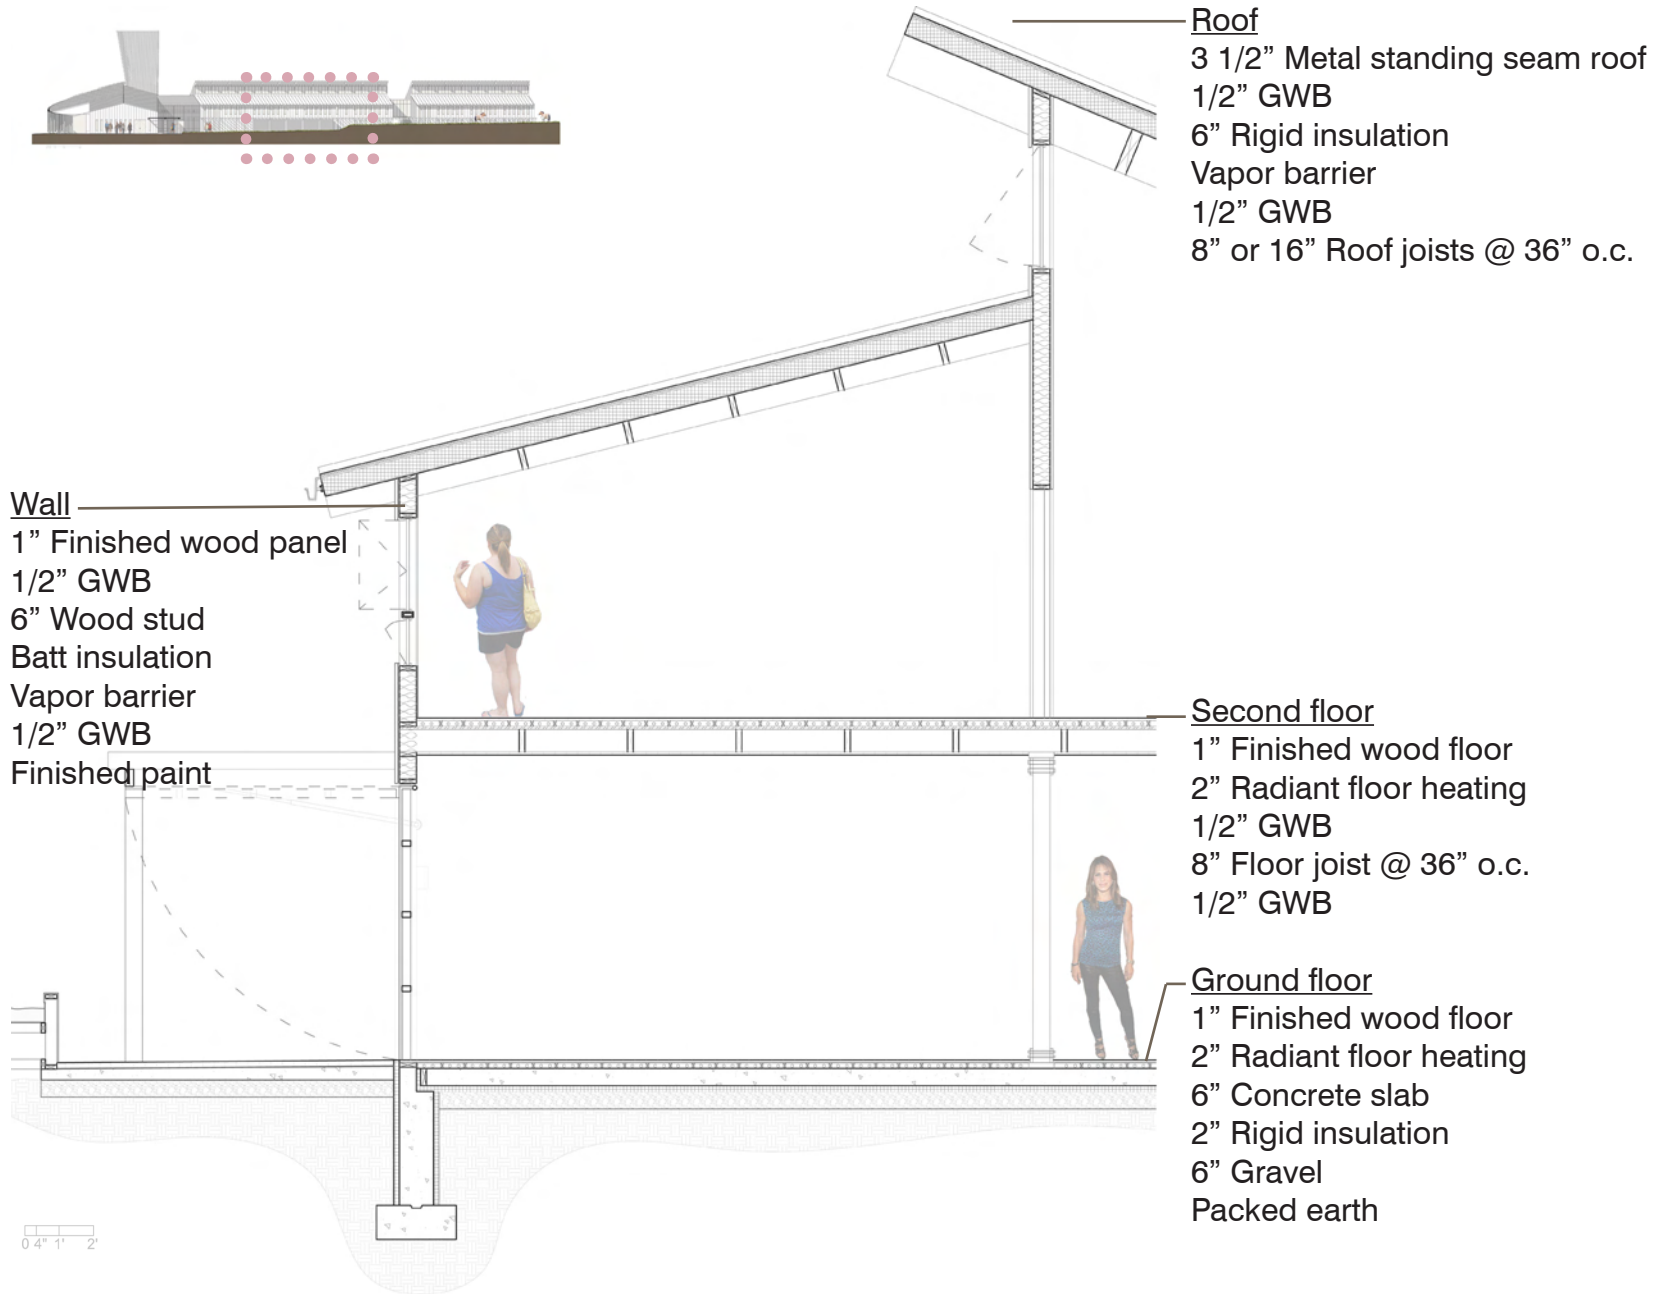 Roof
3 1/2” Metal standing seam roof
1/2” GWB
6” Rigid insulation
Vapor barrier
1/2” GWB
8” or 16” Roof joists @ 36” o.c.
Wall
1” Finished wood panel
1/2” GWB
6” Wood stud
Batt insulation
Vapor barrier
1/2” GWB
Finished paint
Second floor
1” Finished wood floor
2” Radiant floor heating
1/2” GWB
8” Floor joist @ 36” o.c.
1/2” GWB
Ground floor
1” Finished wood floor
2” Radiant floor heating
6” Concrete slab
2” Rigid insulation
6” Gravel
Packed earth
0 4" 1' 2'